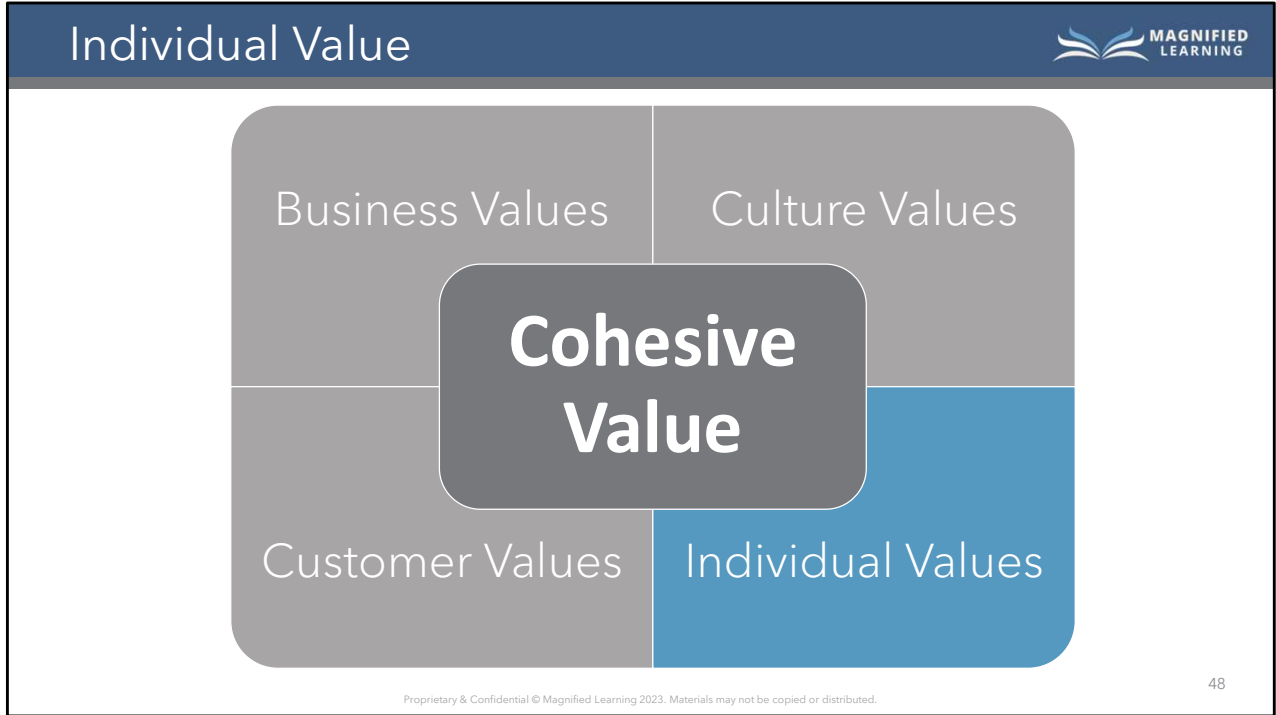 Individual Value
MAGNIFIED
LEARNING
Business Values
Culture Values
Cohesive
Value
Customer Values
Individual Values
48
Proprietary & Confidential © Magnified Learning 2023. Materials may not be copied or distributed.